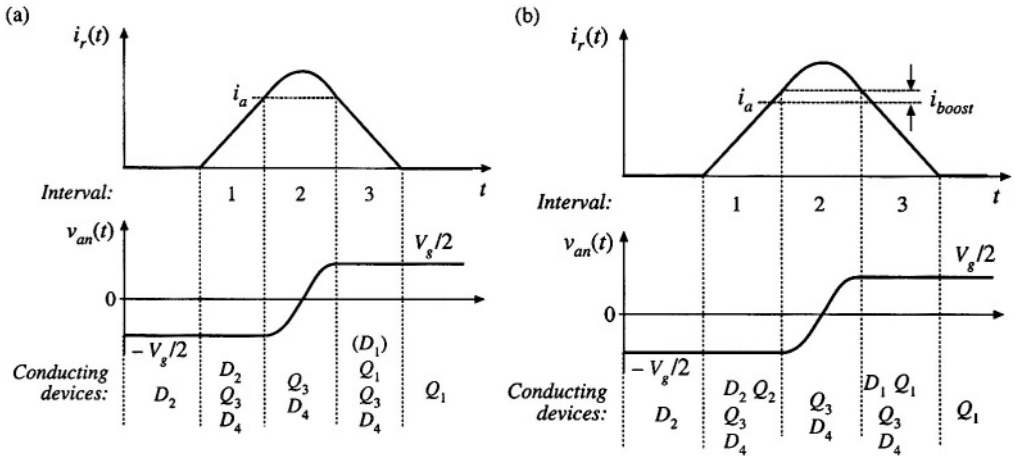 (a)
i_r(t)
i_a
Interval: 1 2 3 t
v_an(t)
V_g/2
0
– V_g/2
Conducting devices:
D_2
D_2 Q_3 D_4
Q_3 D_4
(D_1) Q_1 Q_3 D_4
Q_1
(b)
i_r(t)
i_a
i_boost
Interval: 1 2 3 t
v_an(t)
V_g/2
0
– V_g/2
Conducting devices:
D_2
D_2 Q_2 Q_3 D_4
Q_3 D_4
D_1 Q_1 Q_3 D_4
Q_1